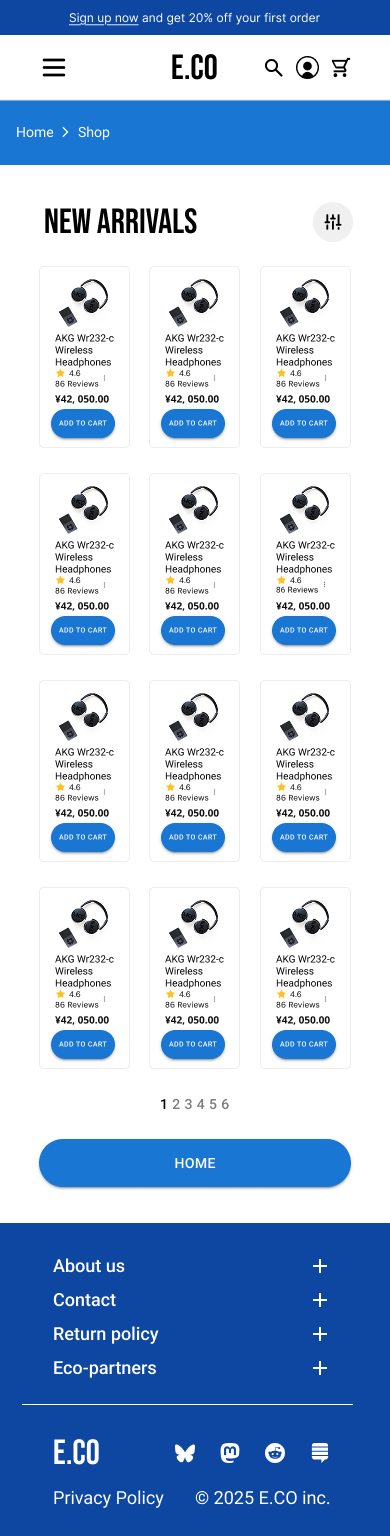 Sign up now and get 20% off your first order
E.CO
Home > Shop
NEW ARRIVALS
AKG Wr232-c
Wireless
Headphones
4.6
86 Reviews
¥42, 050.00
ADD TO CART
AKG Wr232-c
Wireless
Headphones
4.6
86 Reviews
¥42, 050.00
ADD TO CART
AKG Wr232-c
Wireless
Headphones
4.6
86 Reviews
¥42, 050.00
ADD TO CART
AKG Wr232-c
Wireless
Headphones
4.6
86 Reviews
¥42, 050.00
ADD TO CART
AKG Wr232-c
Wireless
Headphones
4.6
86 Reviews
¥42, 050.00
ADD TO CART
AKG Wr232-c
Wireless
Headphones
4.6
86 Reviews
¥42, 050.00
ADD TO CART
AKG Wr232-c
Wireless
Headphones
4.6
86 Reviews
¥42, 050.00
ADD TO CART
AKG Wr232-c
Wireless
Headphones
4.6
86 Reviews
¥42, 050.00
ADD TO CART
AKG Wr232-c
Wireless
Headphones
4.6
86 Reviews
¥42, 050.00
ADD TO CART
AKG Wr232-c
Wireless
Headphones
4.6
86 Reviews
¥42, 050.00
ADD TO CART
AKG Wr232-c
Wireless
Headphones
4.6
86 Reviews
¥42, 050.00
ADD TO CART
AKG Wr232-c
Wireless
Headphones
4.6
86 Reviews
¥42, 050.00
ADD TO CART
1 2 3 4 5 6
HOME
About us
Contact
Return policy
Eco-partners
E.CO
Privacy Policy © 2025 E.CO inc.